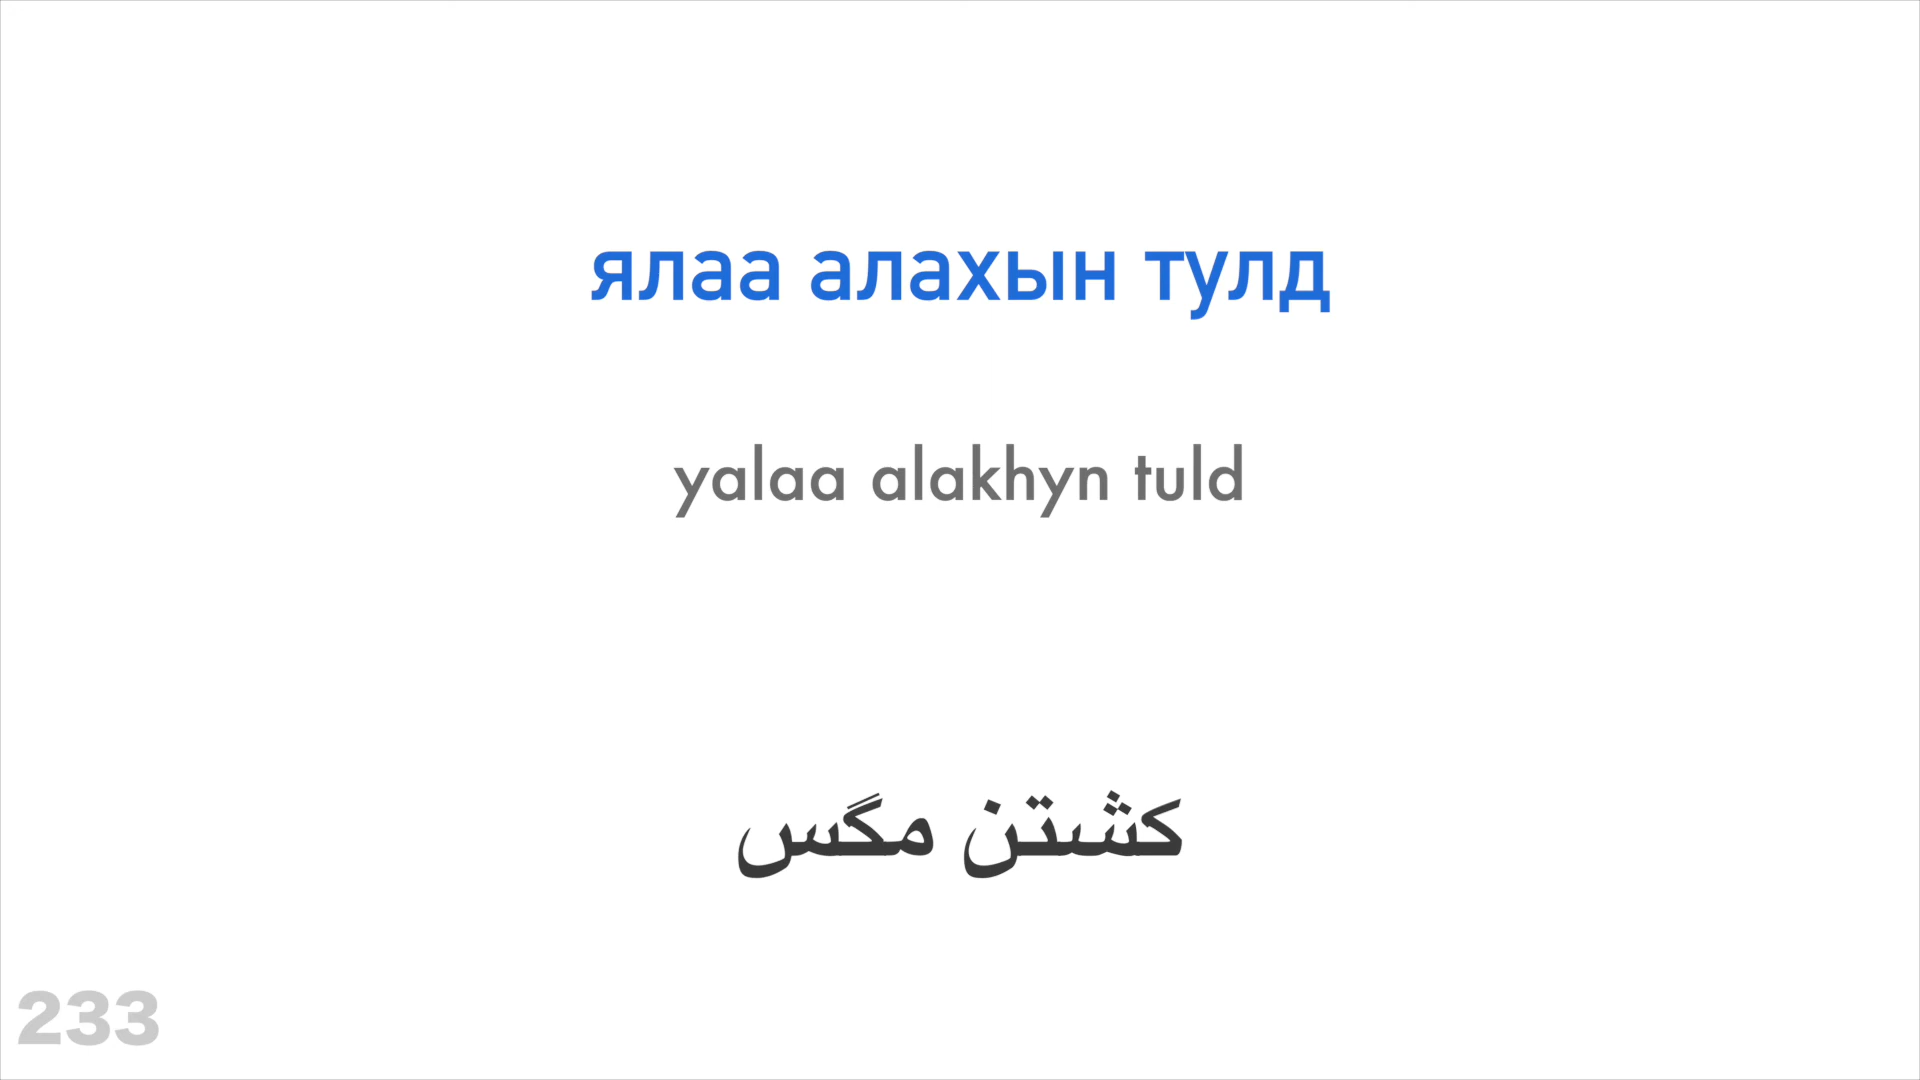 ялаа алахын тулд
yalaa alakhyn tuld
کشتن مگس
233